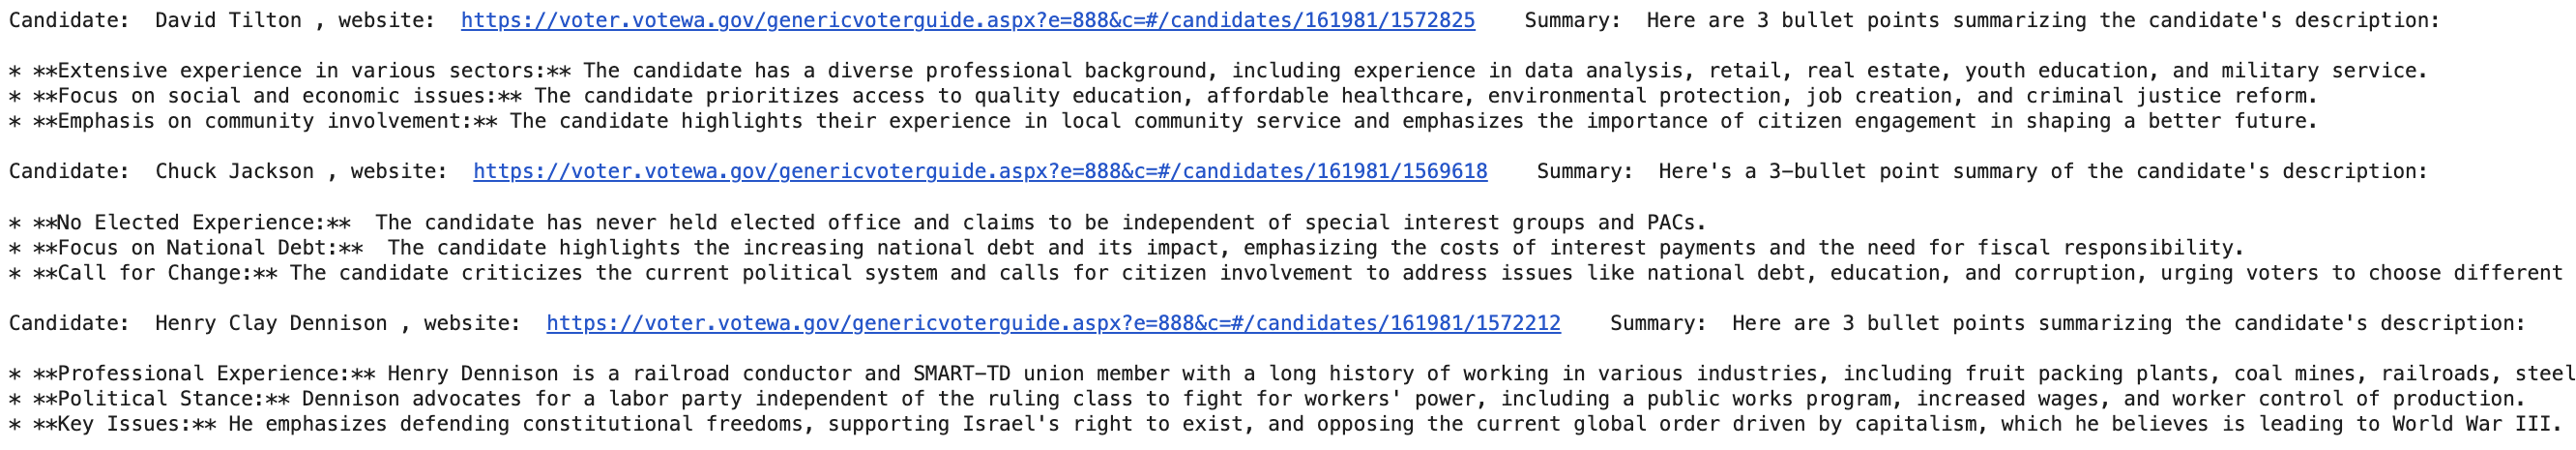 Candidate:  David Tilton , website:  https://voter.votewa.gov/genericvoterguide.aspx?e=888&c=#/candidates/161981/1572825    Summary:  Here are 3 bullet points summarizing the candidate's description:
* **Extensive experience in various sectors:** The candidate has a diverse professional background, including experience in data analysis, retail, real estate, youth education, and military service.
* **Focus on social and economic issues:** The candidate prioritizes access to quality education, affordable healthcare, environmental protection, job creation, and criminal justice reform.
* **Emphasis on community involvement:** The candidate highlights their experience in local community service and emphasizes the importance of citizen engagement in shaping a better future.
Candidate:  Chuck Jackson , website:  https://voter.votewa.gov/genericvoterguide.aspx?e=888&c=#/candidates/161981/1569618    Summary:  Here's a 3-bullet point summary of the candidate's description:
* **No Elected Experience:**  The candidate has never held elected office and claims to be independent of special interest groups and PACs.
* **Focus on National Debt:**  The candidate highlights the increasing national debt and its impact, emphasizing the costs of interest payments and the need for fiscal responsibility.
* **Call for Change:** The candidate criticizes the current political system and calls for citizen involvement to address issues like national debt, education, and corruption, urging voters to choose different
Candidate:  Henry Clay Dennison , website:  https://voter.votewa.gov/genericvoterguide.aspx?e=888&c=#/candidates/161981/1572212    Summary:  Here are 3 bullet points summarizing the candidate's description:
* **Professional Experience:** Henry Dennison is a railroad conductor and SMART-TD union member with a long history of working in various industries, including fruit packing plants, coal mines, railroads, steel
* **Political Stance:** Dennison advocates for a labor party independent of the ruling class to fight for workers' power, including a public works program, increased wages, and worker control of production.
* **Key Issues:** He emphasizes defending constitutional freedoms, supporting Israel's right to exist, and opposing the current global order driven by capitalism, which he believes is leading to World War III.